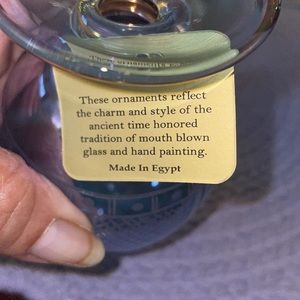 These ornaments reflect
the charm and style of the
ancient time honored
tradition of mouth blown
glass and hand painting.
Made In Egypt